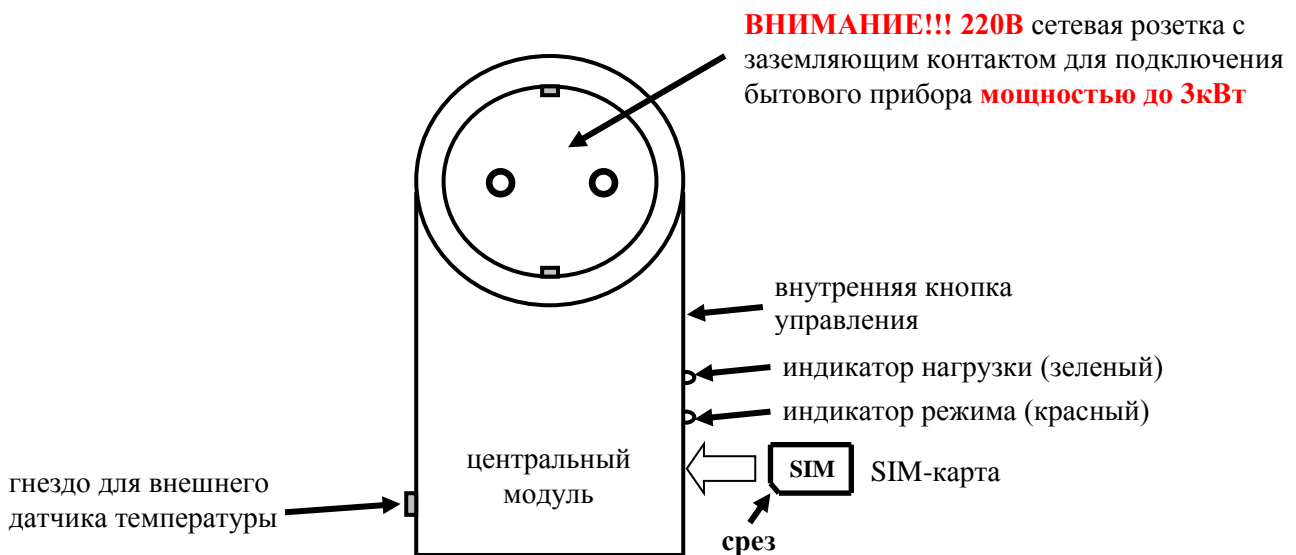 ВНИМАНИЕ!!! 220В сетевая розетка с
заземляющим контактом для подключения
бытового прибора мощностью до 3кВт
внутренняя кнопка
управления
индикатор нагрузки (зеленый)
индикатор режима (красный)
центральный
модуль
SIM
SIM-карта
гнездо для внешнего
датчика температуры
срез